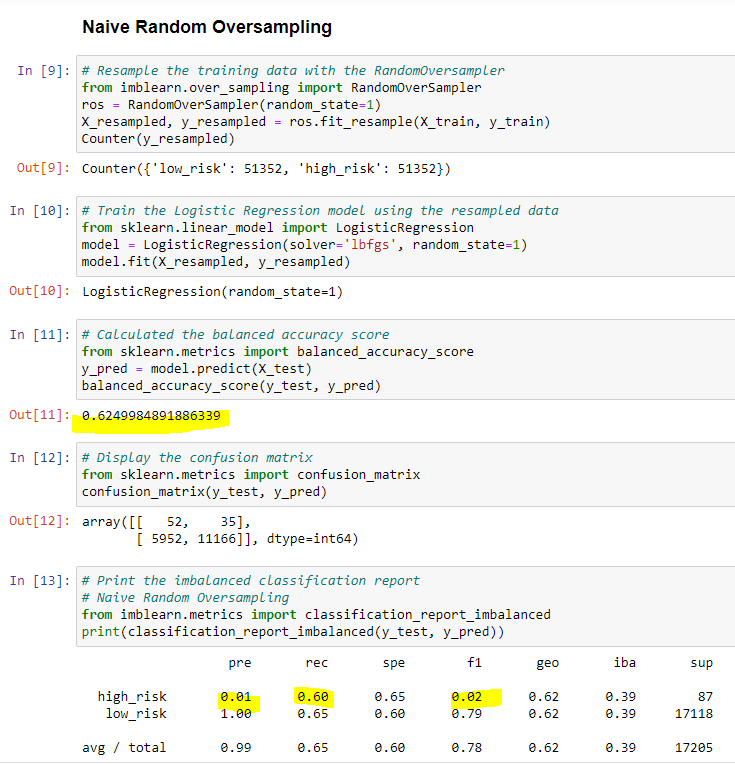 Naive Random Oversampling
In [9]: # Resample the training data with the RandomOversampler
from imblearn.over_sampling import RandomOverSampler
ros = RandomOverSampler(random_state=1)
X_resampled, y_resampled = ros.fit_resample(X_train, y_train)
Counter(y_resampled)
Out[9]: Counter({'low_risk': 51352, 'high_risk': 51352})
In [10]: # Train the Logistic Regression model using the resampled data
from sklearn.linear_model import LogisticRegression
model = LogisticRegression(solver='lbfgs', random_state=1)
model.fit(X_resampled, y_resampled)
Out[10]: LogisticRegression(random_state=1)
In [11]: # Calculated the balanced accuracy score
from sklearn.metrics import balanced_accuracy_score
y_pred = model.predict(X_test)
balanced_accuracy_score(y_test, y_pred)
Out[11]: 0.6249984891886339
In [12]: # Display the confusion matrix
from sklearn.metrics import confusion_matrix
confusion_matrix(y_test, y_pred)
Out[12]: array([[   52,    35],
[ 5952, 11166]], dtype=int64)
In [13]: # Print the imbalanced classification report
# Naive Random Oversampling
from imblearn.metrics import classification_report_imbalanced
print(classification_report_imbalanced(y_test, y_pred))
pre rec spe f1 geo iba sup
high_risk 0.01 0.60 0.65 0.02 0.62 0.39 87
low_risk 1.00 0.65 0.60 0.79 0.62 0.39 17118
avg / total 0.99 0.65 0.60 0.78 0.62 0.39 17205